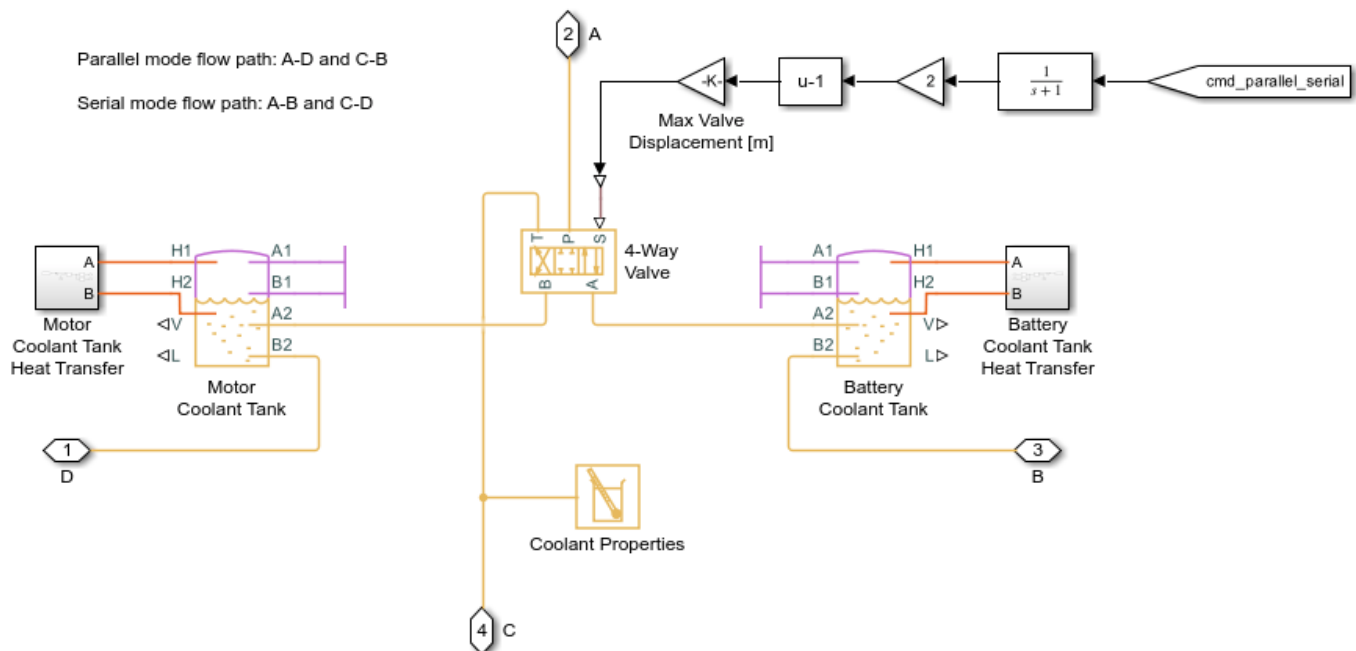 2
A
Parallel mode flow path: A-D and C-B
Serial mode flow path: A-B and C-D
-K-
u-1
2
1
s + 1
cmd_parallel_serial
Max Valve
Displacement [m]
T
P
S
B
A
4-Way
Valve
A
B
Motor
Coolant Tank
Heat Transfer
H1
H2
V
L
A1
B1
A2
B2
Motor
Coolant Tank
A1
B1
A2
B2
H1
H2
V
L
Battery
Coolant Tank
A
B
Battery
Coolant Tank
Heat Transfer
1
D
3
B
Coolant Properties
4
C